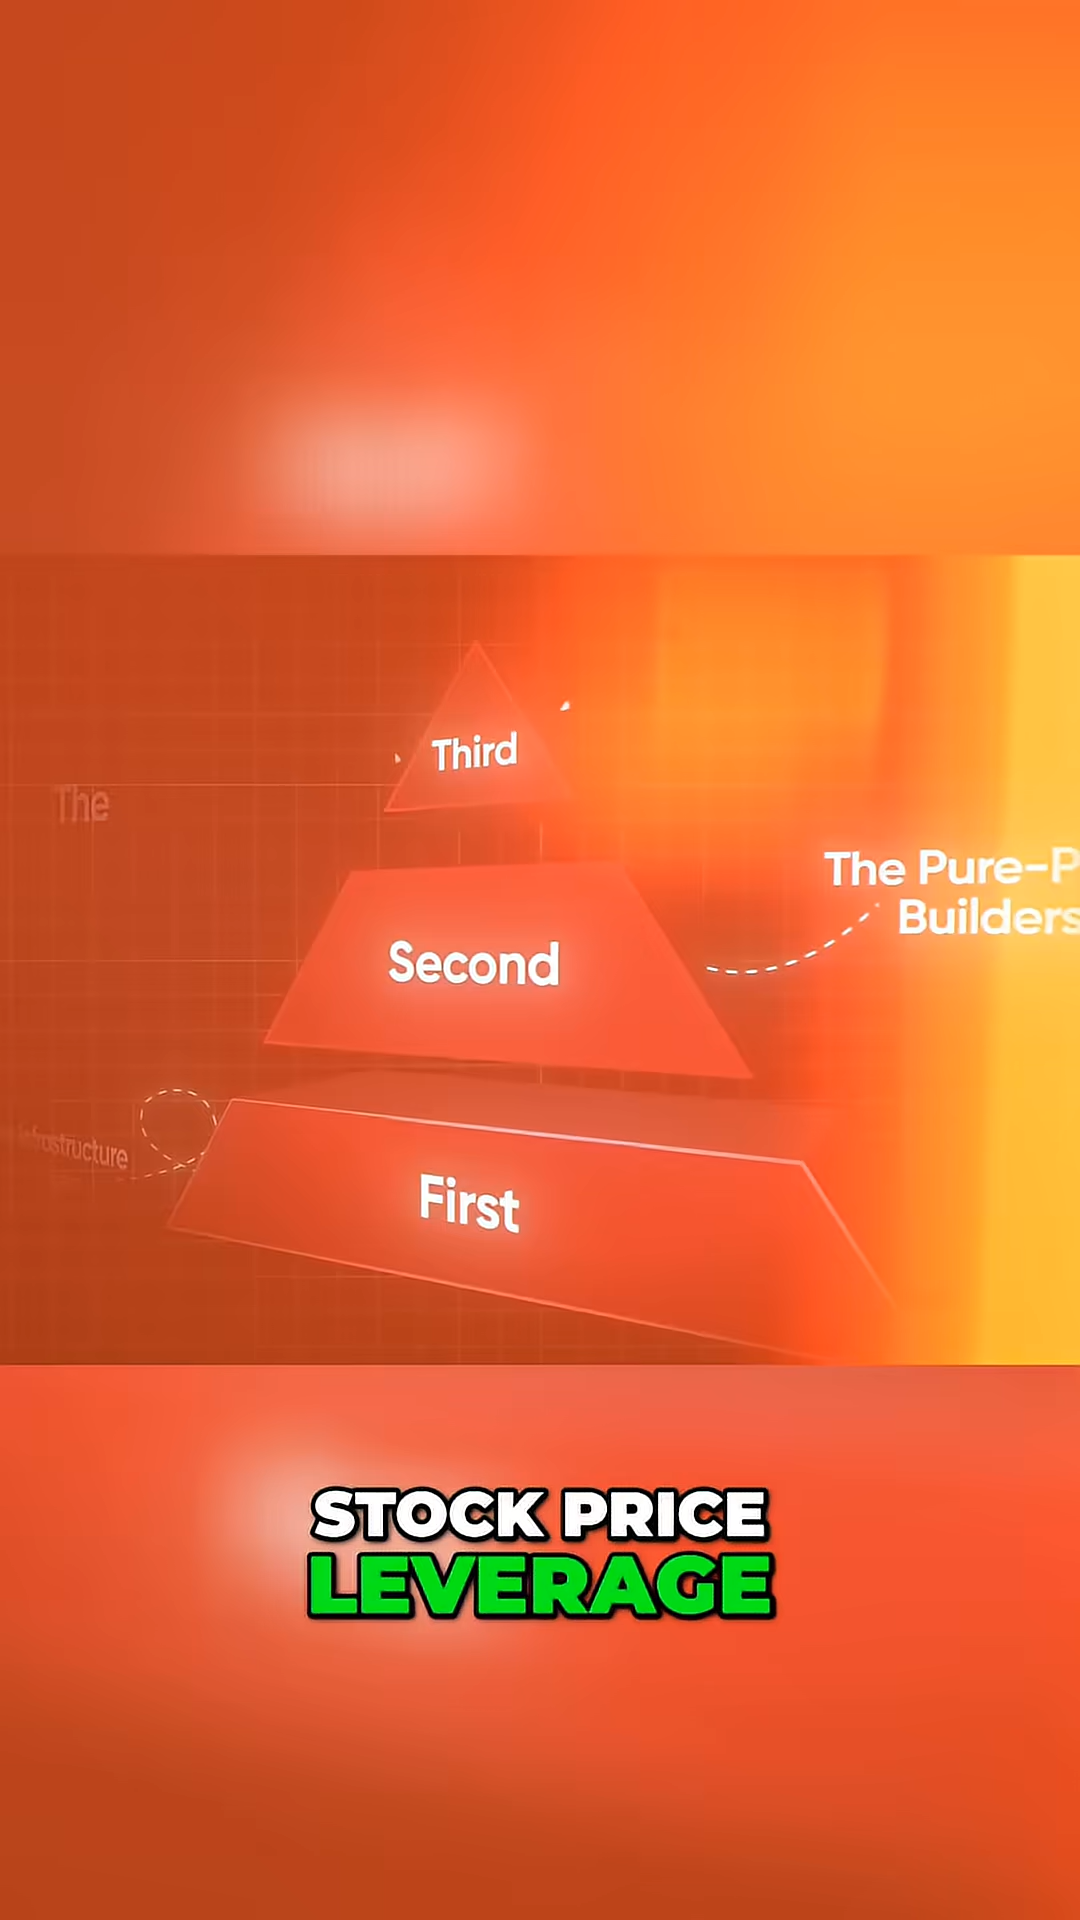 Third
The
The Pure-P
Builders
Second
First
STOCK PRICE
LEVERAGE